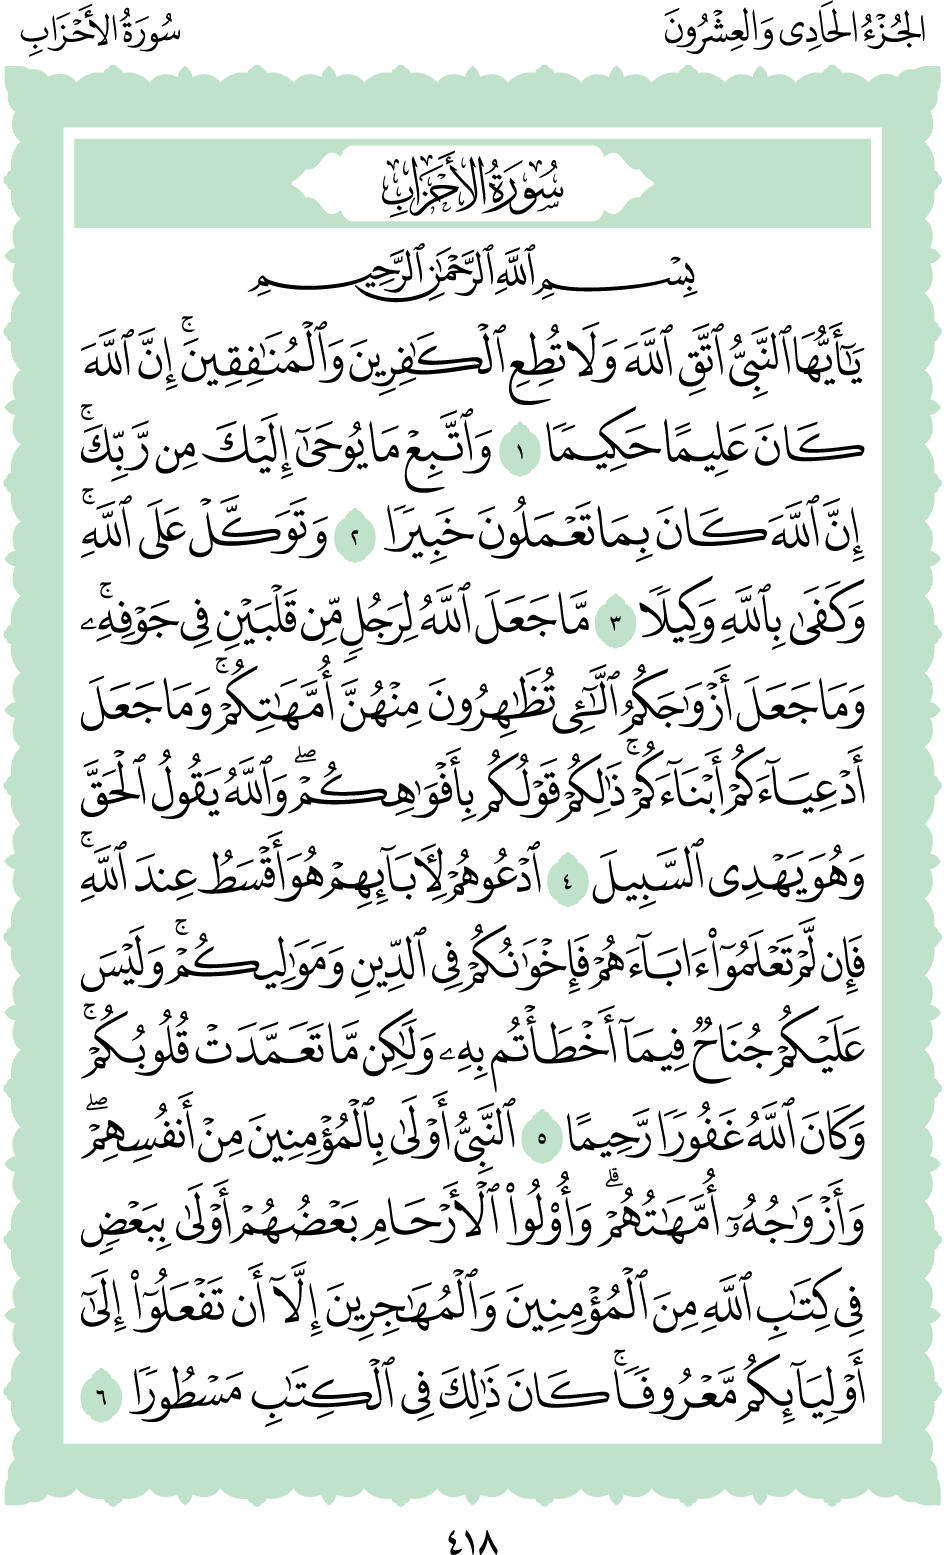 الجُزْءُ الحَادِى وَالعِشْرُونَ
سُورَةُ الأَحْزَابِ
سُورَةُ الأَحْزَابِ
بِسْمِ ٱللَّهِ ٱلرَّحْمَٰنِ ٱلرَّحِيمِ
يَٰٓأَيُّهَا ٱلنَّبِىُّ ٱتَّقِ ٱللَّهَ وَلَا تُطِعِ ٱلْكَٰفِرِينَ وَٱلْمُنَٰفِقِينَۚ إِنَّ ٱللَّهَ
كَانَ عَلِيمًا حَكِيمًا ١ وَٱتَّبِعْ مَا يُوحَىٰٓ إِلَيْكَ مِن رَّبِّكَۚ
إِنَّ ٱللَّهَ كَانَ بِمَا تَعْمَلُونَ خَبِيرًا ٢ وَتَوَكَّلْ عَلَى ٱللَّهِۚ
وَكَفَىٰ بِٱللَّهِ وَكِيلًا ٣ مَّا جَعَلَ ٱللَّهُ لِرَجُلٍ مِّن قَلْبَيْنِ فِى جَوْفِهِۦۚ
وَمَا جَعَلَ أَزْوَٰجَكُمُ ٱلَّٰٓـِٔى تُظَٰهِرُونَ مِنْهُنَّ أُمَّهَٰتِكُمْۚ وَمَا جَعَلَ
أَدْعِيَآءَكُمْ أَبْنَآءَكُمْۚ ذَٰلِكُمْ قَوْلُكُم بِأَفْوَٰهِكُمْۖ وَٱللَّهُ يَقُولُ ٱلْحَقَّ
وَهُوَ يَهْدِى ٱلسَّبِيلَ ٤ ٱدْعُوهُمْ لِـَٔابَآئِهِمْ هُوَ أَقْسَطُ عِندَ ٱللَّهِۚ
فَإِن لَّمْ تَعْلَمُوٓا۟ ءَابَآءَهُمْ فَإِخْوَٰنُكُمْ فِى ٱلدِّينِ وَمَوَٰلِيكُمْۚ وَلَيْسَ
عَلَيْكُمْ جُنَاحٌ فِيمَآ أَخْطَأْتُم بِهِۦ وَلَٰكِن مَّا تَعَمَّدَتْ قُلُوبُكُمْۚ
وَكَانَ ٱللَّهُ غَفُورًا رَّحِيمًا ٥ ٱلنَّبِىُّ أَوْلَىٰ بِٱلْمُؤْمِنِينَ مِنْ أَنفُسِهِمْۖ
وَأَزْوَٰجُهُۥٓ أُمَّهَٰتُهُمْۗ وَأُو۟لُوا۟ ٱلْأَرْحَامِ بَعْضُهُمْ أَوْلَىٰ بِبَعْضٍ
فِى كِتَٰبِ ٱللَّهِ مِنَ ٱلْمُؤْمِنِينَ وَٱلْمُهَٰجِرِينَ إِلَّآ أَن تَفْعَلُوٓا۟ إِلَىٰٓ
أَوْلِيَآئِكُم مَّعْرُوفًاۚ كَانَ ذَٰلِكَ فِى ٱلْكِتَٰبِ مَسْطُورًا ٦
٤١٨